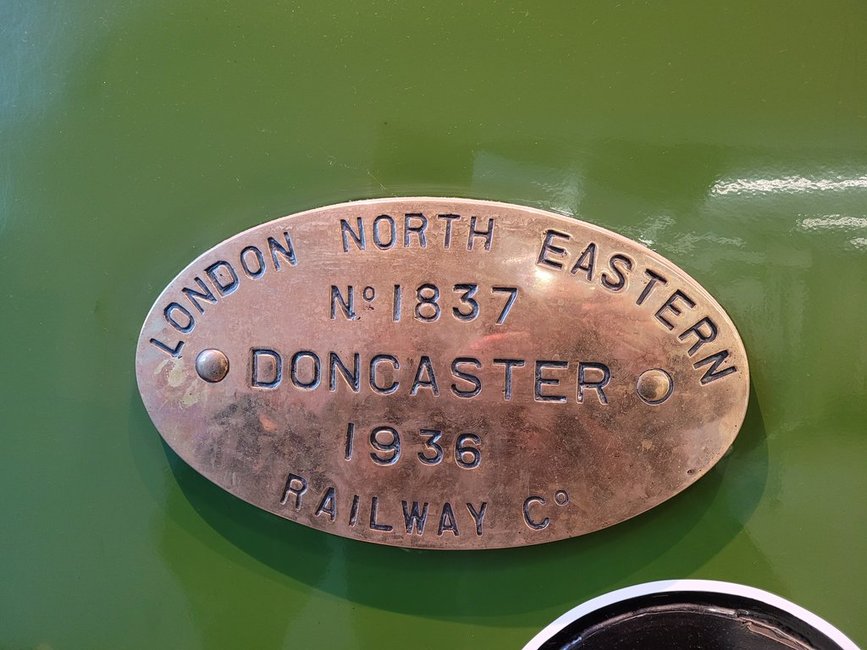 LONDON NORTH EASTERN
Nº 1837
DONCASTER
1936
RAILWAY Cº